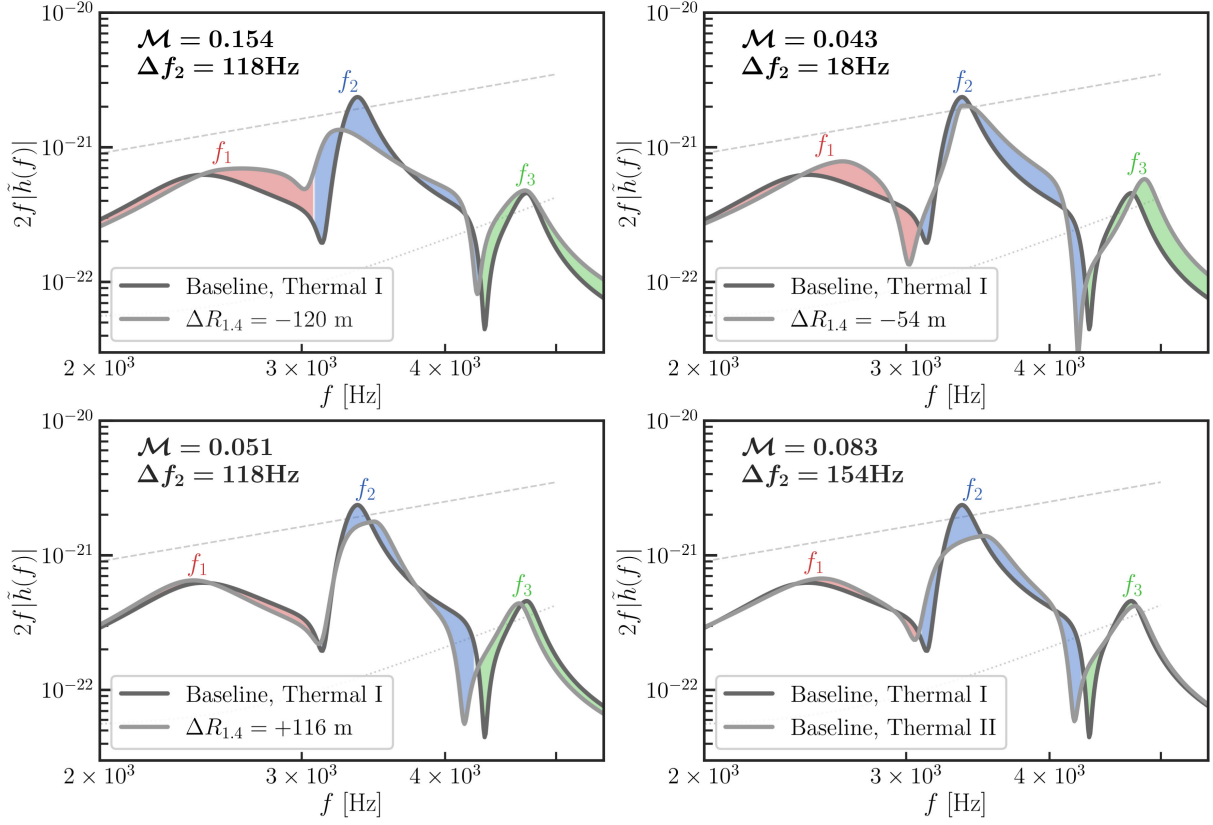 10⁻²⁰
ℳ = 0.154
Δf₂ = 118Hz
f₂
10⁻²¹
f₁
f₃
2f|h̃(f)|
10⁻²²
Baseline, Thermal I
ΔR₁.₄ = −120 m
2 × 10³
3 × 10³
4 × 10³
f [Hz]
10⁻²⁰
ℳ = 0.043
Δf₂ = 18Hz
f₂
10⁻²¹
f₁
f₃
2f|h̃(f)|
10⁻²²
Baseline, Thermal I
ΔR₁.₄ = −54 m
2 × 10³
3 × 10³
4 × 10³
f [Hz]
10⁻²⁰
ℳ = 0.051
Δf₂ = 118Hz
f₂
10⁻²¹
f₁
f₃
2f|h̃(f)|
10⁻²²
Baseline, Thermal I
ΔR₁.₄ = +116 m
2 × 10³
3 × 10³
4 × 10³
f [Hz]
10⁻²⁰
ℳ = 0.083
Δf₂ = 154Hz
f₂
10⁻²¹
f₁
f₃
2f|h̃(f)|
10⁻²²
Baseline, Thermal I
Baseline, Thermal II
2 × 10³
3 × 10³
4 × 10³
f [Hz]